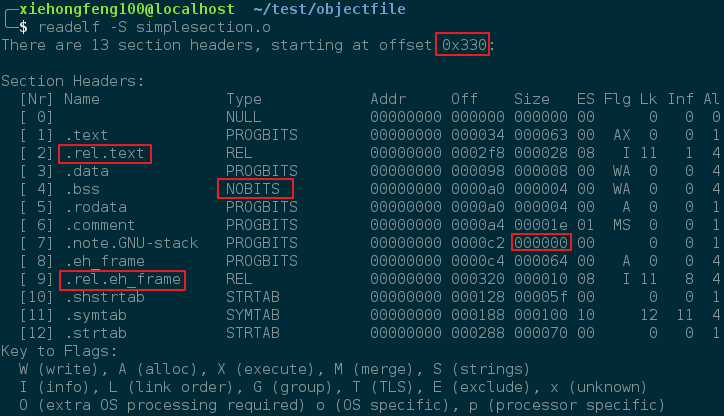 xiehongfeng100@localhost ~/test/objectfile
$ readelf -S simplesection.o
There are 13 section headers, starting at offset 0x330:
Section Headers:
[Nr] Name Type Addr Off Size ES Flg Lk Inf Al
[ 0] NULL 00000000 000000 000000 00 0 0 0
[ 1] .text PROGBITS 00000000 000034 000063 00 AX 0 0 1
[ 2] .rel.text REL 00000000 0002f8 000028 08 I 11 1 4
[ 3] .data PROGBITS 00000000 000098 000008 00 WA 0 0 4
[ 4] .bss NOBITS 00000000 0000a0 000004 00 WA 0 0 4
[ 5] .rodata PROGBITS 00000000 0000a0 000004 00 A 0 0 1
[ 6] .comment PROGBITS 00000000 0000a4 00001e 01 MS 0 0 1
[ 7] .note.GNU-stack PROGBITS 00000000 0000c2 000000 00 0 0 1
[ 8] .eh_frame PROGBITS 00000000 0000c4 000064 00 A 0 0 4
[ 9] .rel.eh_frame REL 00000000 000320 000010 08 I 11 8 4
[10] .shstrtab STRTAB 00000000 000128 00005f 00 0 0 1
[11] .symtab SYMTAB 00000000 000188 000100 10 12 11 4
[12] .strtab STRTAB 00000000 000288 000070 00 0 0 1
Key to Flags:
W (write), A (alloc), X (execute), M (merge), S (strings)
I (info), L (link order), G (group), T (TLS), E (exclude), x (unknown)
O (extra OS processing required) o (OS specific), p (processor specific)